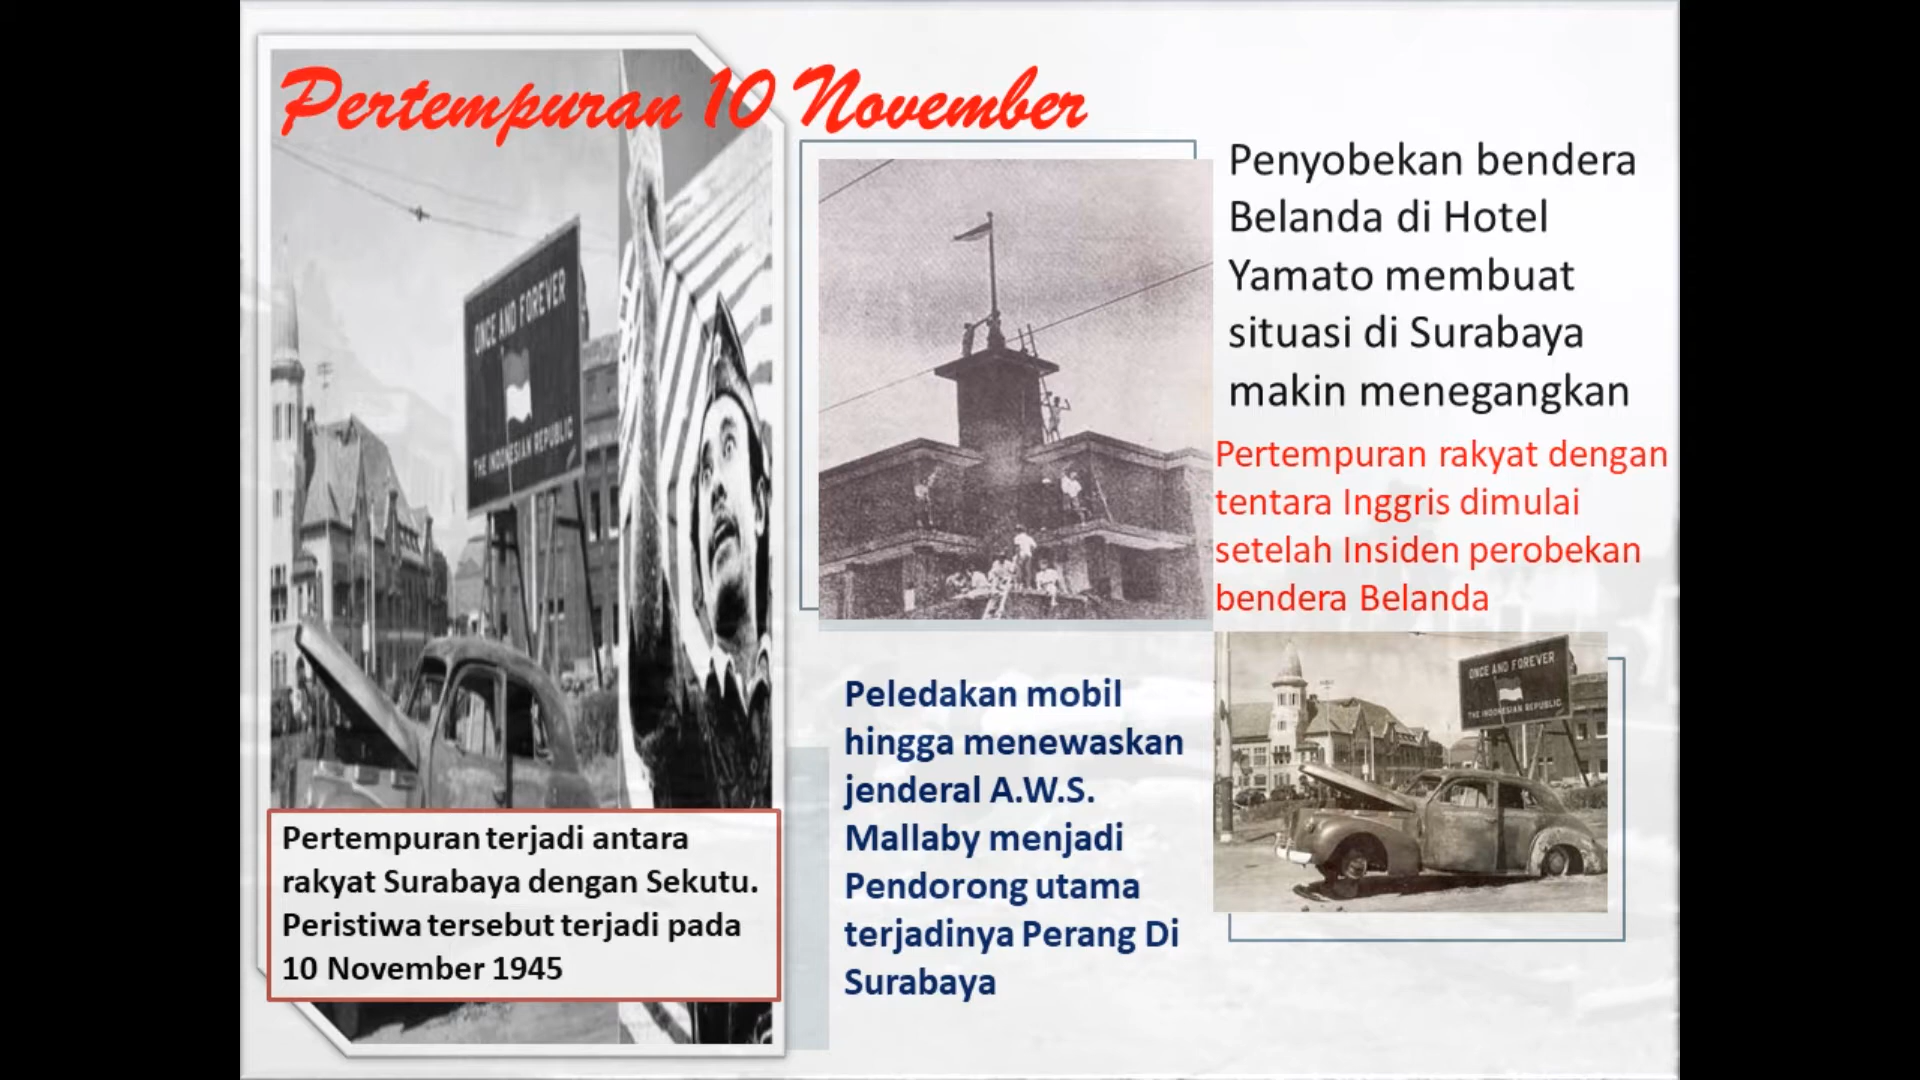 Pertempuran 10 November
ONCE AND FOREVER
THE INDONESIAN REPUBLIC
Pertempuran terjadi antara
rakyat Surabaya dengan Sekutu.
Peristiwa tersebut terjadi pada
10 November 1945
Penyobekan bendera
Belanda di Hotel
Yamato membuat
situasi di Surabaya
makin menegangkan
Pertempuran rakyat dengan
tentara Inggris dimulai
setelah Insiden perobekan
bendera Belanda
Peledakan mobil
hingga menewaskan
jenderal A.W.S.
Mallaby menjadi
Pendorong utama
terjadinya Perang Di
Surabaya
ONCE AND FOREVER
THE INDONESIAN REPUBLIC